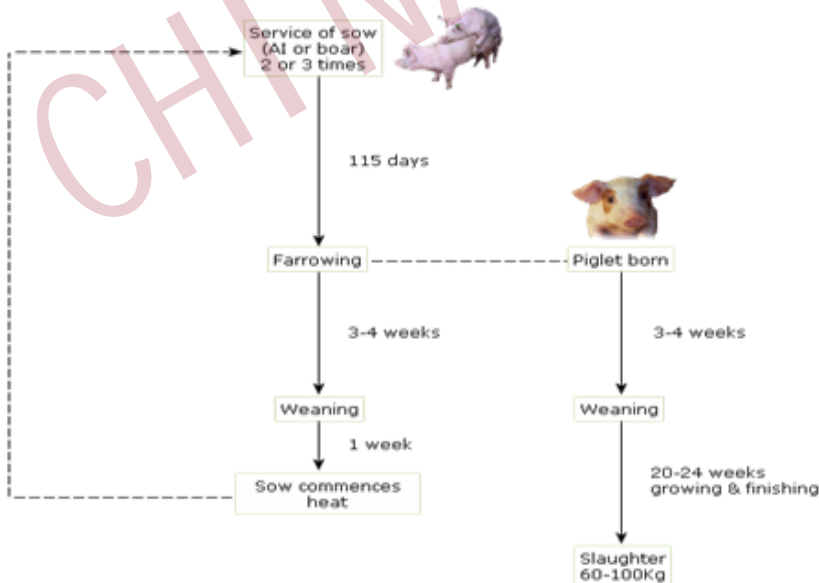 Service of sow
(AI or boar)
2 or 3 times
115 days
Farrowing
Piglet born
3-4 weeks
3-4 weeks
Weaning
Weaning
1 week
Sow commences
heat
20-24 weeks
growing & finishing
Slaughter
60-100Kg